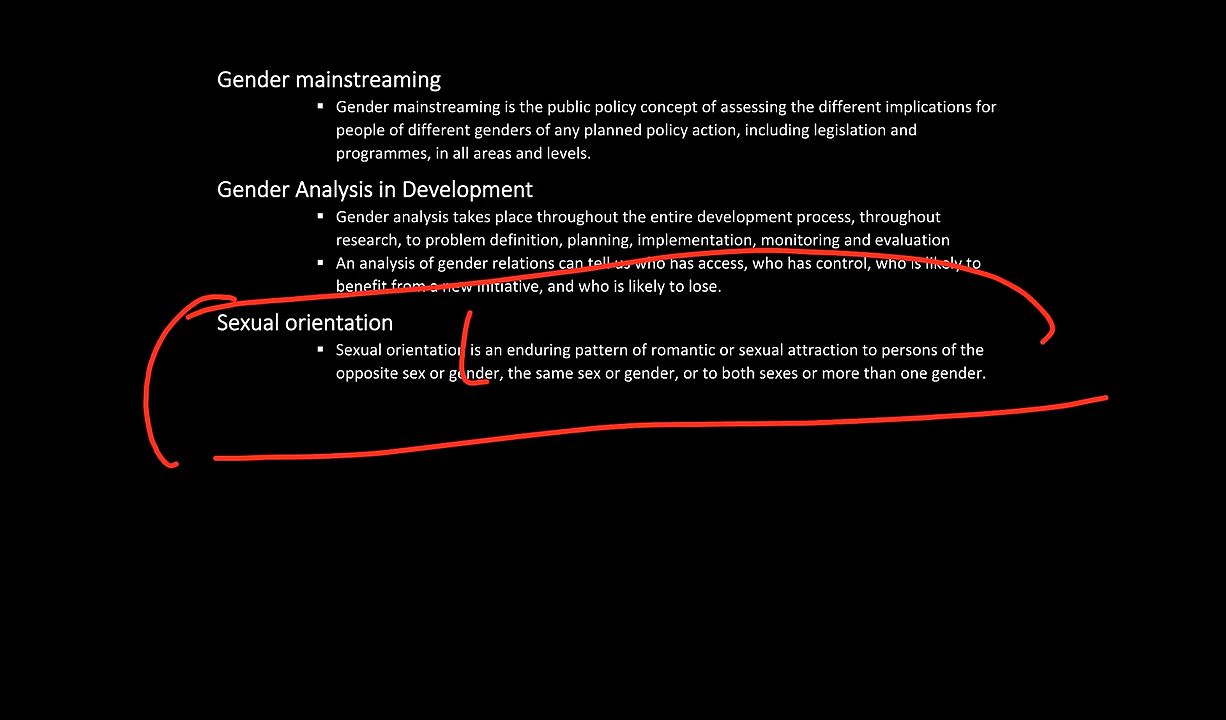 Gender mainstreaming
▪ Gender mainstreaming is the public policy concept of assessing the different implications for
people of different genders of any planned policy action, including legislation and
programmes, in all areas and levels.
Gender Analysis in Development
▪ Gender analysis takes place throughout the entire development process, throughout
research, to problem definition, planning, implementation, monitoring and evaluation
▪ An analysis of gender relations can tell us who has access, who has control, who is likely to
benefit from a new initiative, and who is likely to lose.
Sexual orientation
▪ Sexual orientation is an enduring pattern of romantic or sexual attraction to persons of the
opposite sex or gender, the same sex or gender, or to both sexes or more than one gender.